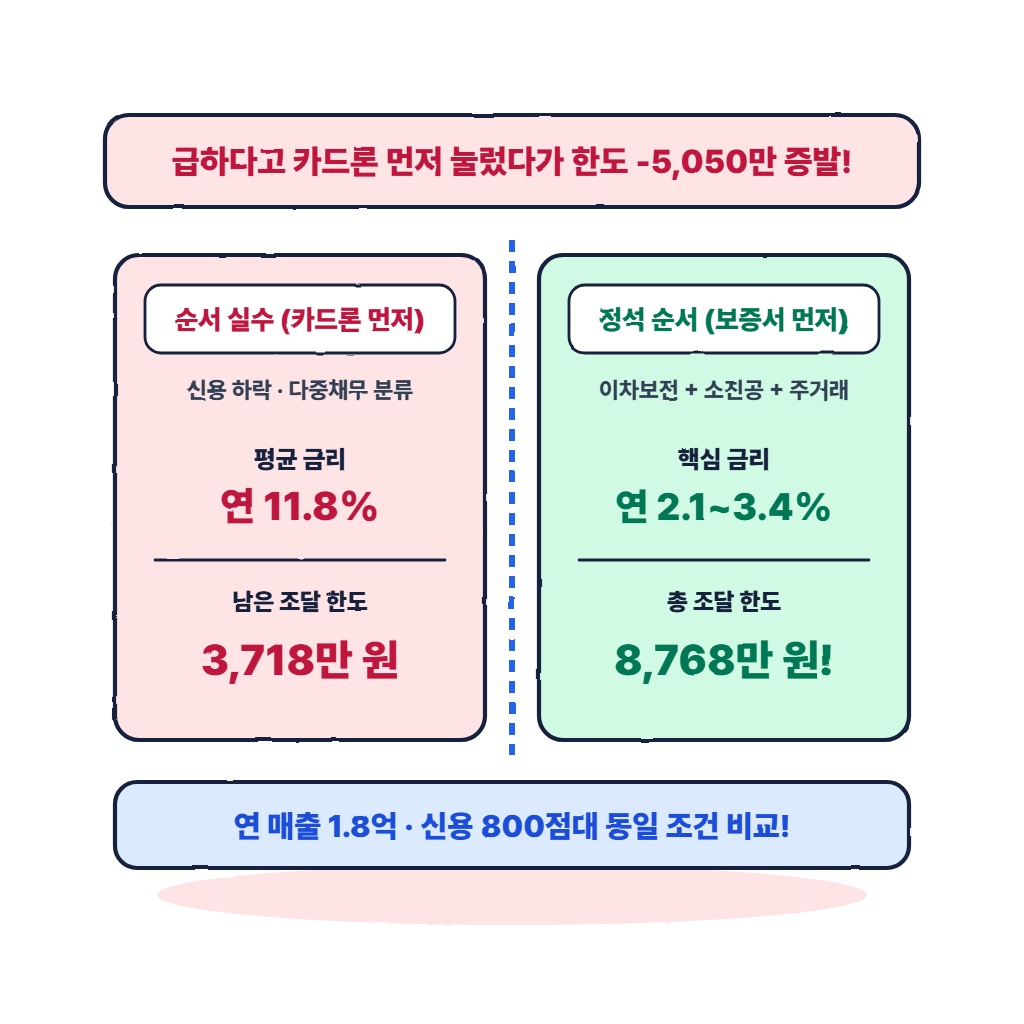 급하다고 카드론 먼저 눌렀다가 한도 -5,050만 증발!
순서 실수 (카드론 먼저)
신용 하락 · 다중채무 분류
평균 금리
연 11.8%
남은 조달 한도
3,718만 원
정석 순서 (보증서 먼저)
이차보전 + 소진공 + 주거래
핵심 금리
연 2.1~3.4%
총 조달 한도
8,768만 원!
연 매출 1.8억 · 신용 800점대 동일 조건 비교!